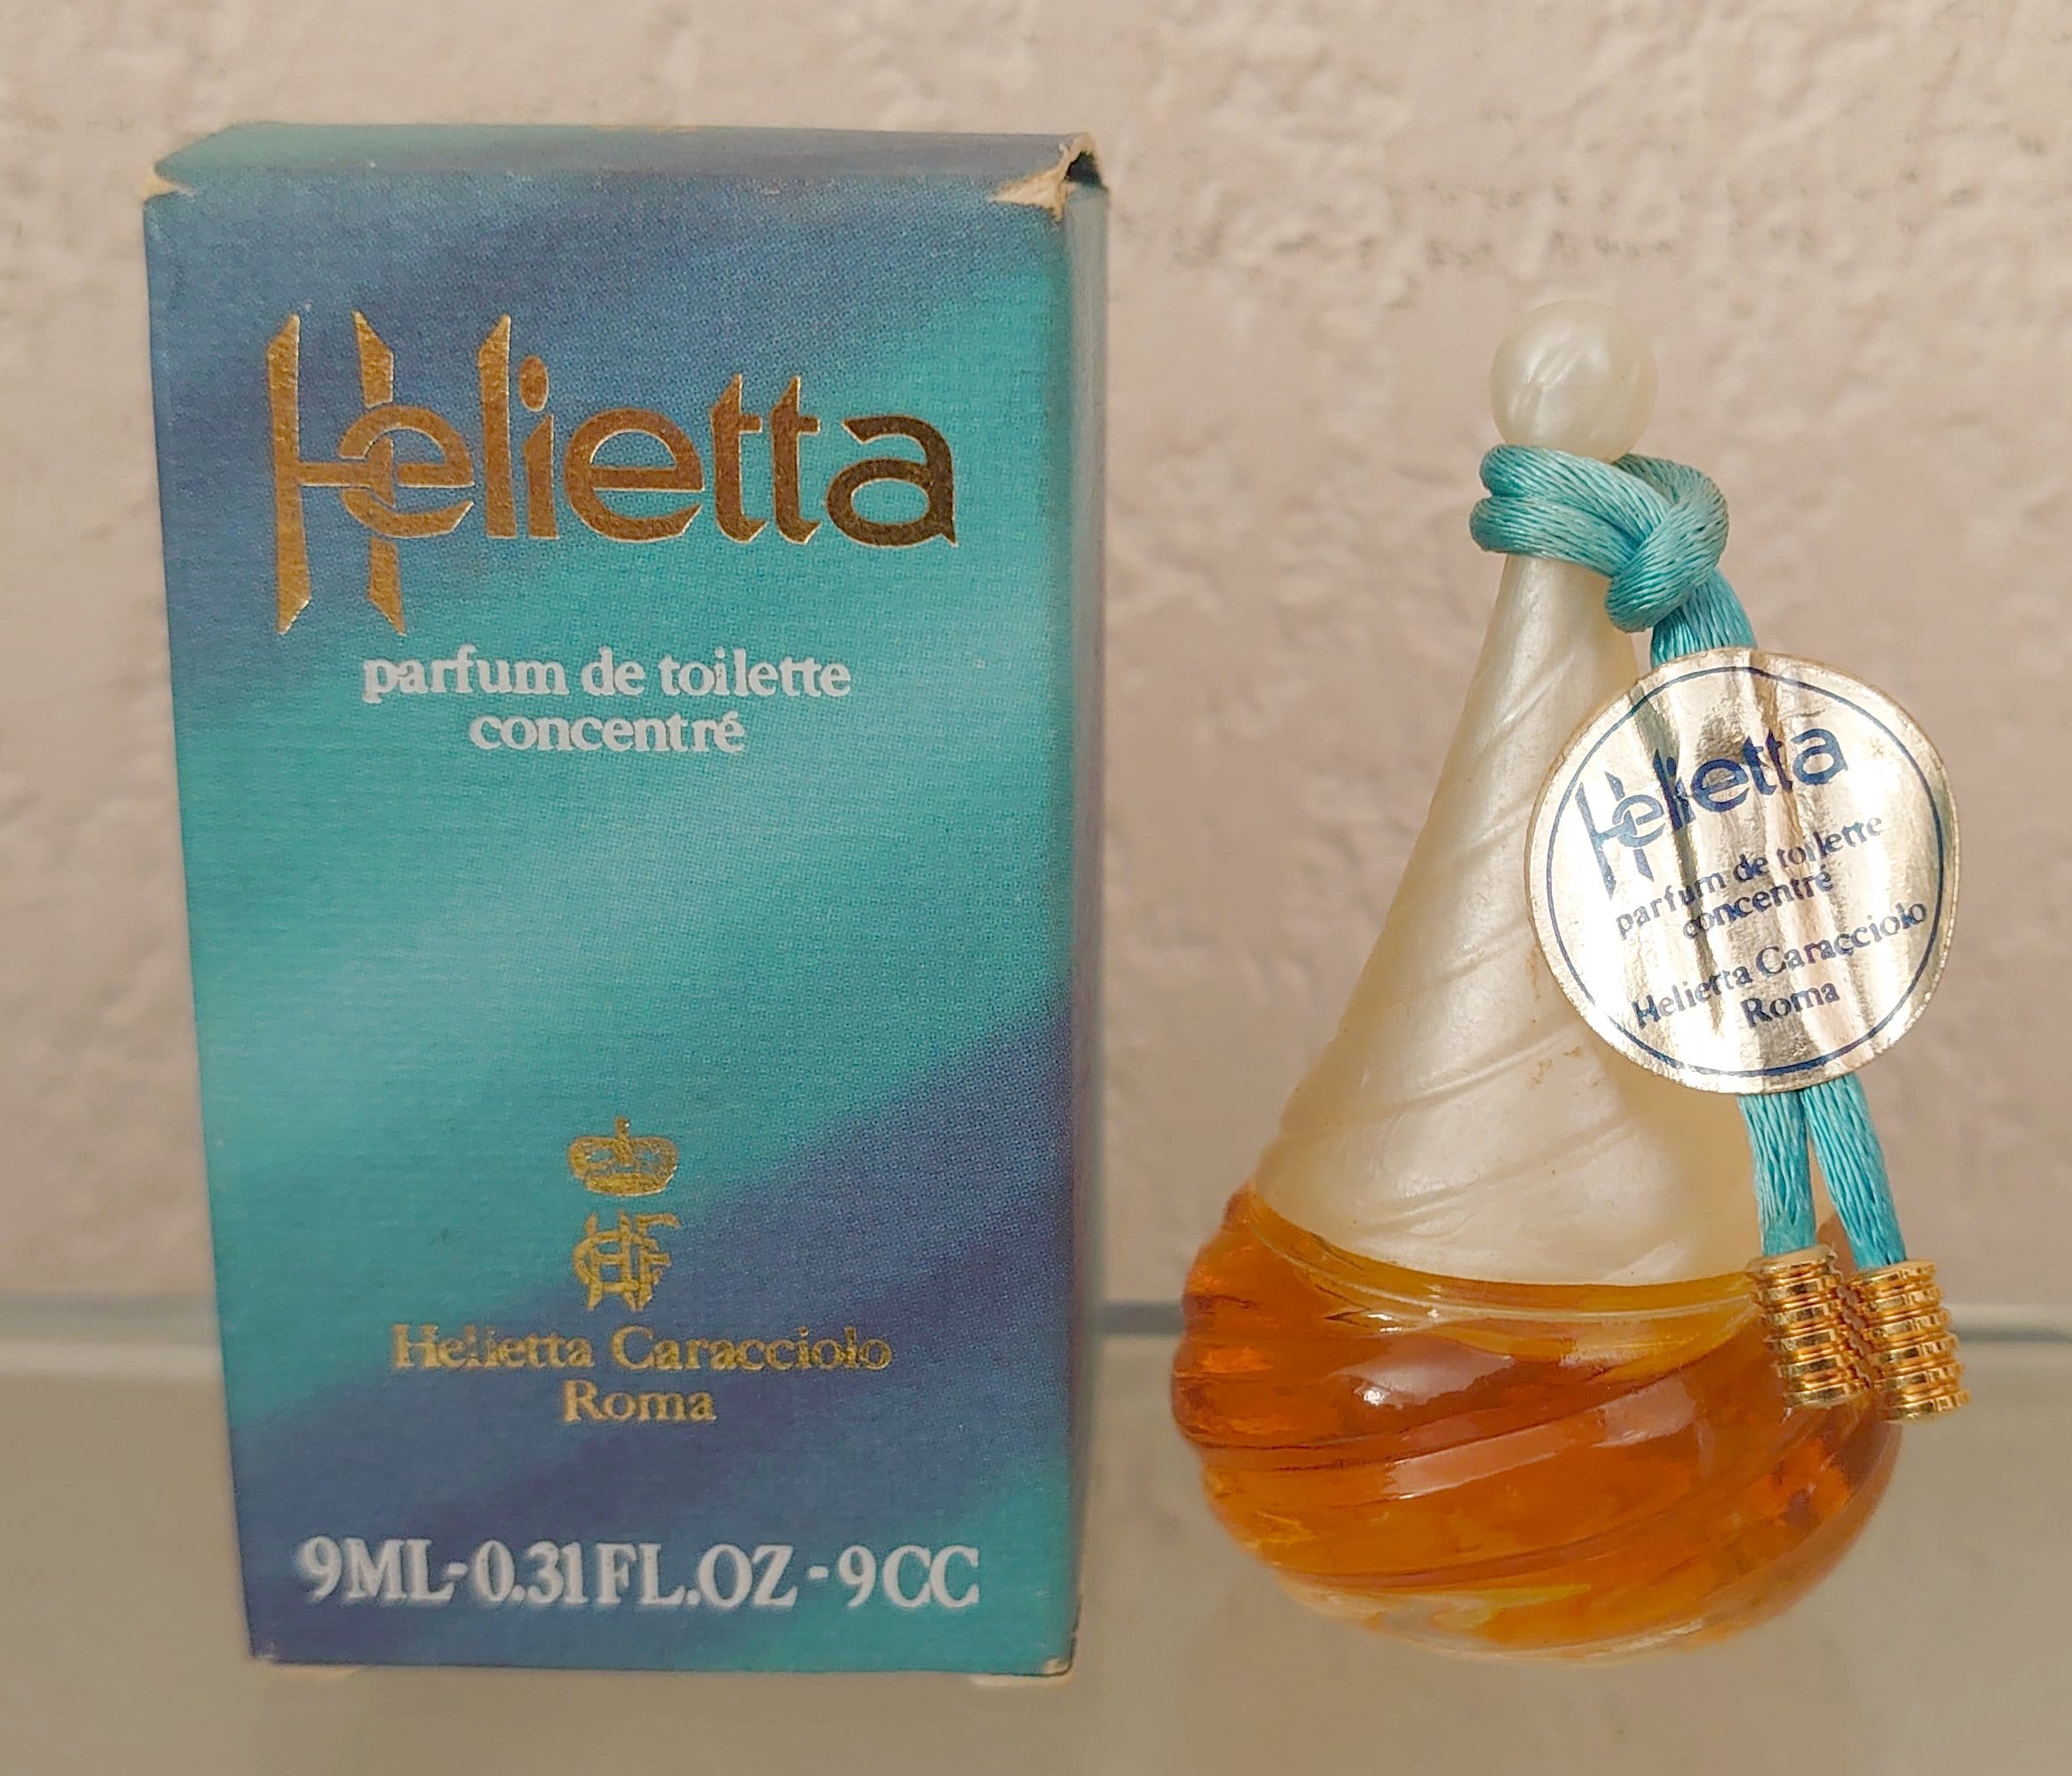 Helietta
parfum de toilette
concentré
Helietta Caracciolo
Roma
9ML-0.31FL.OZ-9CC
Helietta
parfum de toilette
concentré
Helietta Caracciolo
Roma